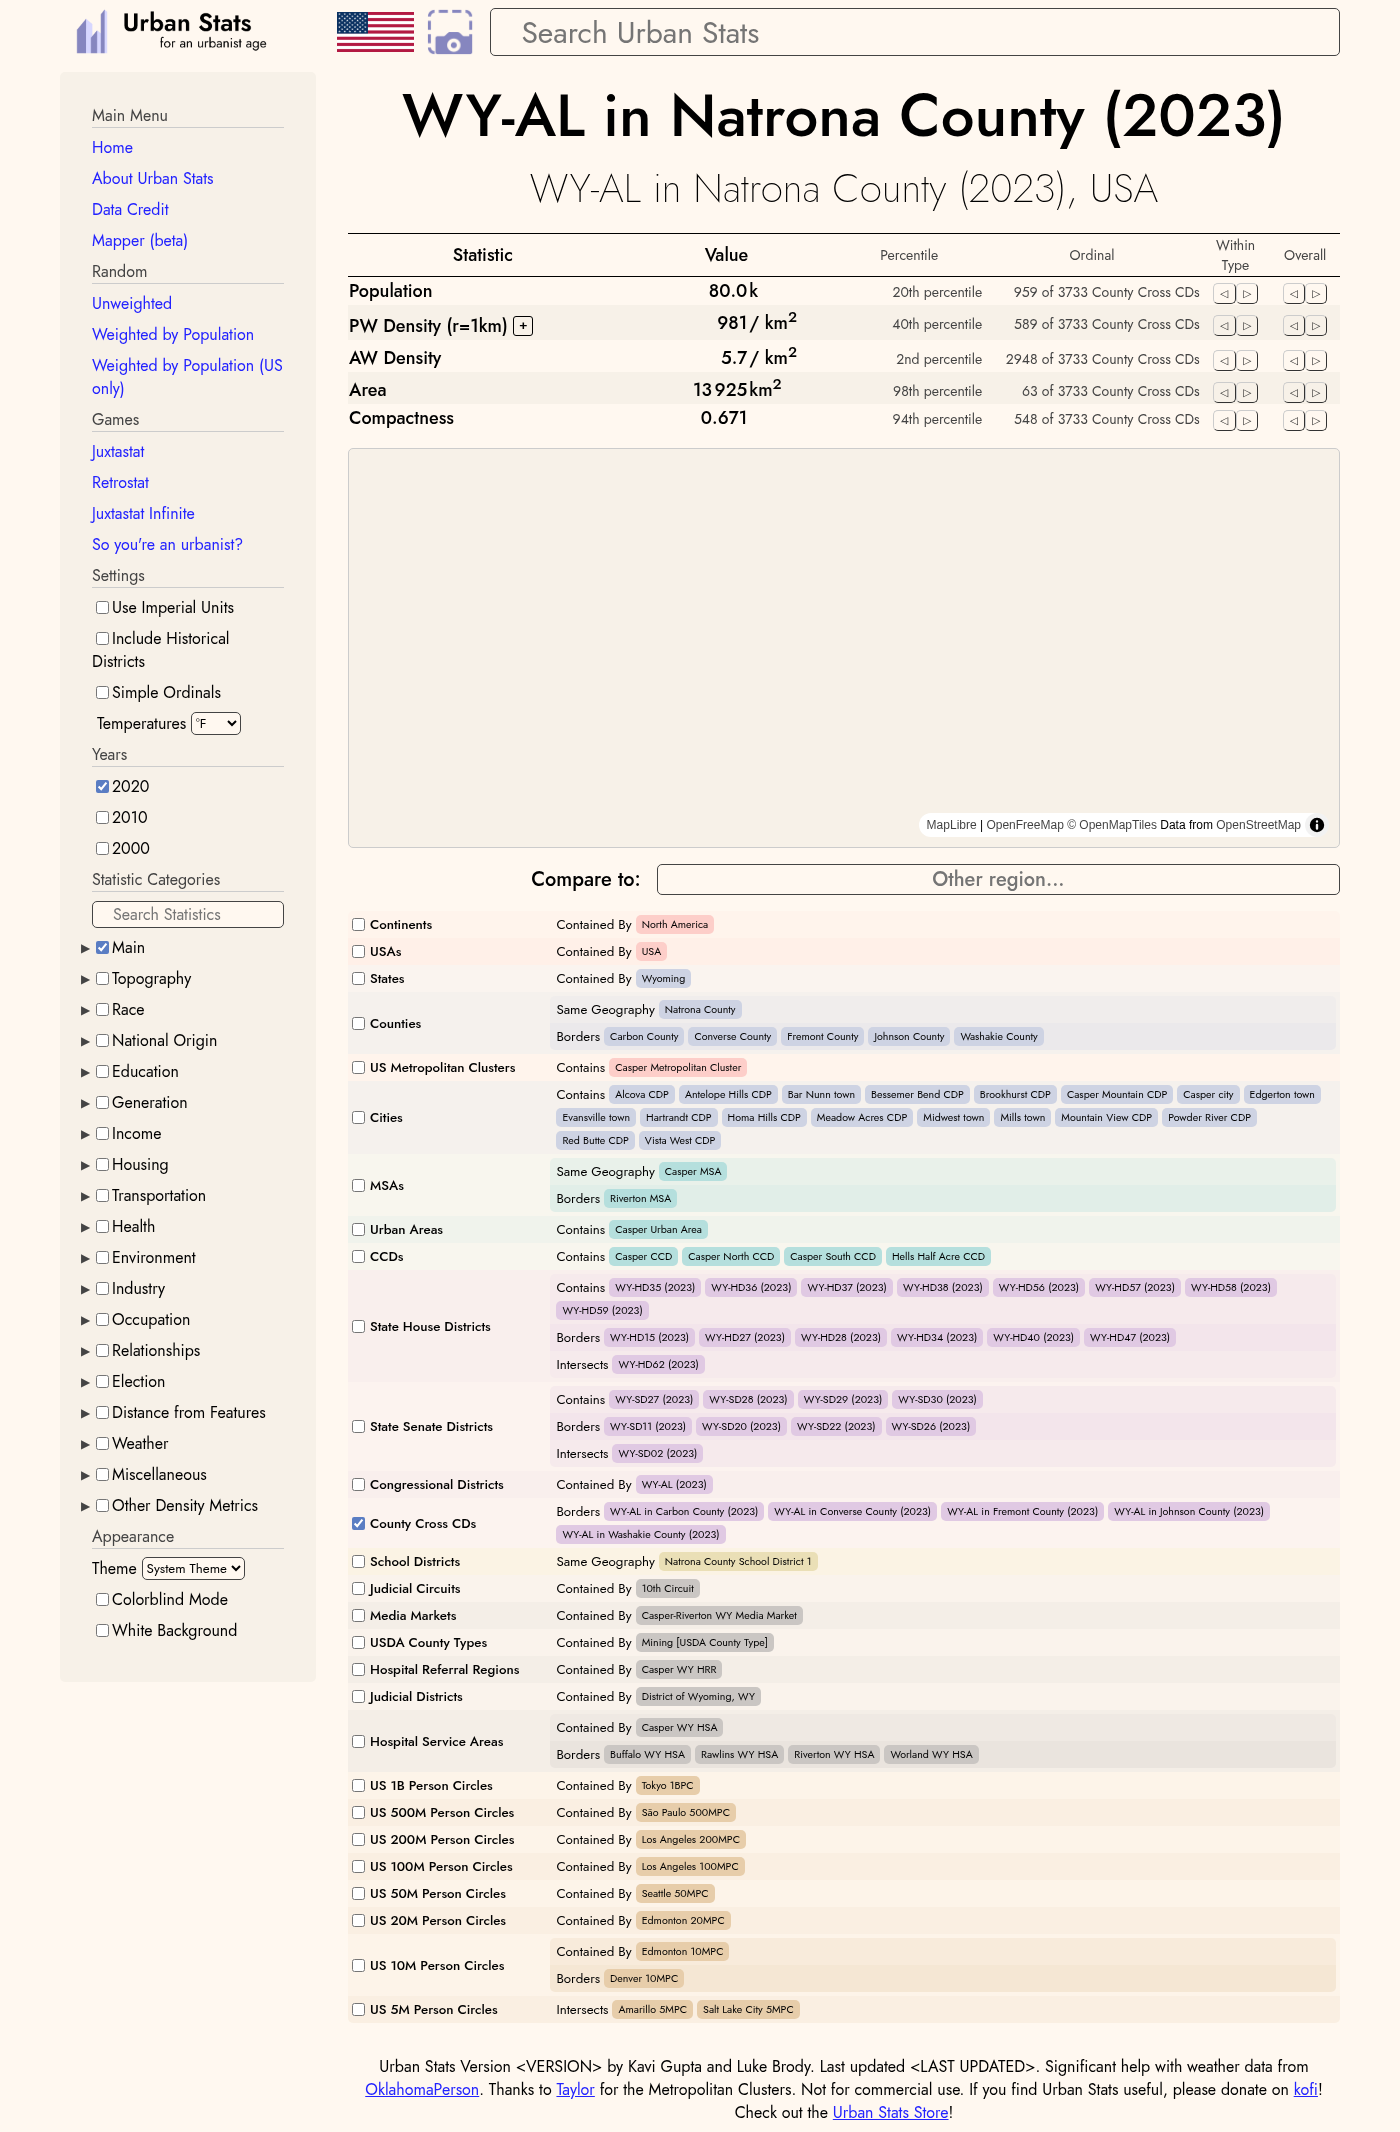 Urban Stats
for an urbanist age
Search Urban Stats
Main Menu
Home
About Urban Stats
Data Credit
Mapper (beta)
Random
Unweighted
Weighted by Population
Weighted by Population (US
only)
Games
Juxtastat
Retrostat
Juxtastat Infinite
So you're an urbanist?
Settings
Use Imperial Units
Include Historical
Districts
Simple Ordinals
Temperatures °F
Years
2020
2010
2000
Statistic Categories
Search Statistics
Main
Topography
Race
National Origin
Education
Generation
Income
Housing
Transportation
Health
Environment
Industry
Occupation
Relationships
Election
Distance from Features
Weather
Miscellaneous
Other Density Metrics
Appearance
Theme System Theme
Colorblind Mode
White Background
WY-AL in Natrona County (2023)
WY-AL in Natrona County (2023), USA
Statistic Value Percentile Ordinal Within Type Overall
Population 80.0k 20th percentile 959 of 3733 County Cross CDs
PW Density (r=1km) + 981/ km2 40th percentile 589 of 3733 County Cross CDs
AW Density 5.7/ km2 2nd percentile 2948 of 3733 County Cross CDs
Area 13 925km2 98th percentile 63 of 3733 County Cross CDs
Compactness 0.671 94th percentile 548 of 3733 County Cross CDs
MapLibre | OpenFreeMap © OpenMapTiles Data from OpenStreetMap
Compare to: Other region...
Continents Contained By North America
USAs Contained By USA
States Contained By Wyoming
Counties Same Geography Natrona County
Borders Carbon County Converse County Fremont County Johnson County Washakie County
US Metropolitan Clusters Contains Casper Metropolitan Cluster
Cities Contains Alcova CDP Antelope Hills CDP Bar Nunn town Bessemer Bend CDP Brookhurst CDP Casper Mountain CDP Casper city Edgerton town
Evansville town Hartrandt CDP Homa Hills CDP Meadow Acres CDP Midwest town Mills town Mountain View CDP Powder River CDP
Red Butte CDP Vista West CDP
MSAs Same Geography Casper MSA
Borders Riverton MSA
Urban Areas Contains Casper Urban Area
CCDs Contains Casper CCD Casper North CCD Casper South CCD Hells Half Acre CCD
State House Districts Contains WY-HD35 (2023) WY-HD36 (2023) WY-HD37 (2023) WY-HD38 (2023) WY-HD56 (2023) WY-HD57 (2023) WY-HD58 (2023)
WY-HD59 (2023)
Borders WY-HD15 (2023) WY-HD27 (2023) WY-HD28 (2023) WY-HD34 (2023) WY-HD40 (2023) WY-HD47 (2023)
Intersects WY-HD62 (2023)
State Senate Districts Contains WY-SD27 (2023) WY-SD28 (2023) WY-SD29 (2023) WY-SD30 (2023)
Borders WY-SD11 (2023) WY-SD20 (2023) WY-SD22 (2023) WY-SD26 (2023)
Intersects WY-SD02 (2023)
Congressional Districts Contained By WY-AL (2023)
County Cross CDs Borders WY-AL in Carbon County (2023) WY-AL in Converse County (2023) WY-AL in Fremont County (2023) WY-AL in Johnson County (2023)
WY-AL in Washakie County (2023)
School Districts Same Geography Natrona County School District 1
Judicial Circuits Contained By 10th Circuit
Media Markets Contained By Casper-Riverton WY Media Market
USDA County Types Contained By Mining [USDA County Type]
Hospital Referral Regions Contained By Casper WY HRR
Judicial Districts Contained By District of Wyoming, WY
Hospital Service Areas Contained By Casper WY HSA
Borders Buffalo WY HSA Rawlins WY HSA Riverton WY HSA Worland WY HSA
US 1B Person Circles Contained By Tokyo 1BPC
US 500M Person Circles Contained By São Paulo 500MPC
US 200M Person Circles Contained By Los Angeles 200MPC
US 100M Person Circles Contained By Los Angeles 100MPC
US 50M Person Circles Contained By Seattle 50MPC
US 20M Person Circles Contained By Edmonton 20MPC
US 10M Person Circles Contained By Edmonton 10MPC
Borders Denver 10MPC
US 5M Person Circles Intersects Amarillo 5MPC Salt Lake City 5MPC
Urban Stats Version <VERSION> by Kavi Gupta and Luke Brody. Last updated <LAST UPDATED>. Significant help with weather data from
OklahomaPerson. Thanks to Taylor for the Metropolitan Clusters. Not for commercial use. If you find Urban Stats useful, please donate on kofi!
Check out the Urban Stats Store!